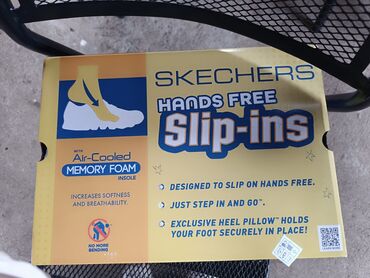 SKECHERS
HANDS FREE
Slip-ins
WITH
Air-Cooled
MEMORY FOAM
INSOLE
INCREASES SOFTNESS
AND BREATHABILITY.
NO MORE
BENDING
DESIGNED TO SLIP ON HANDS FREE.
JUST STEP IN AND GO™.
EXCLUSIVE HEEL PILLOW™ HOLDS
YOUR FOOT SECURELY IN PLACE!
LEARN MORE